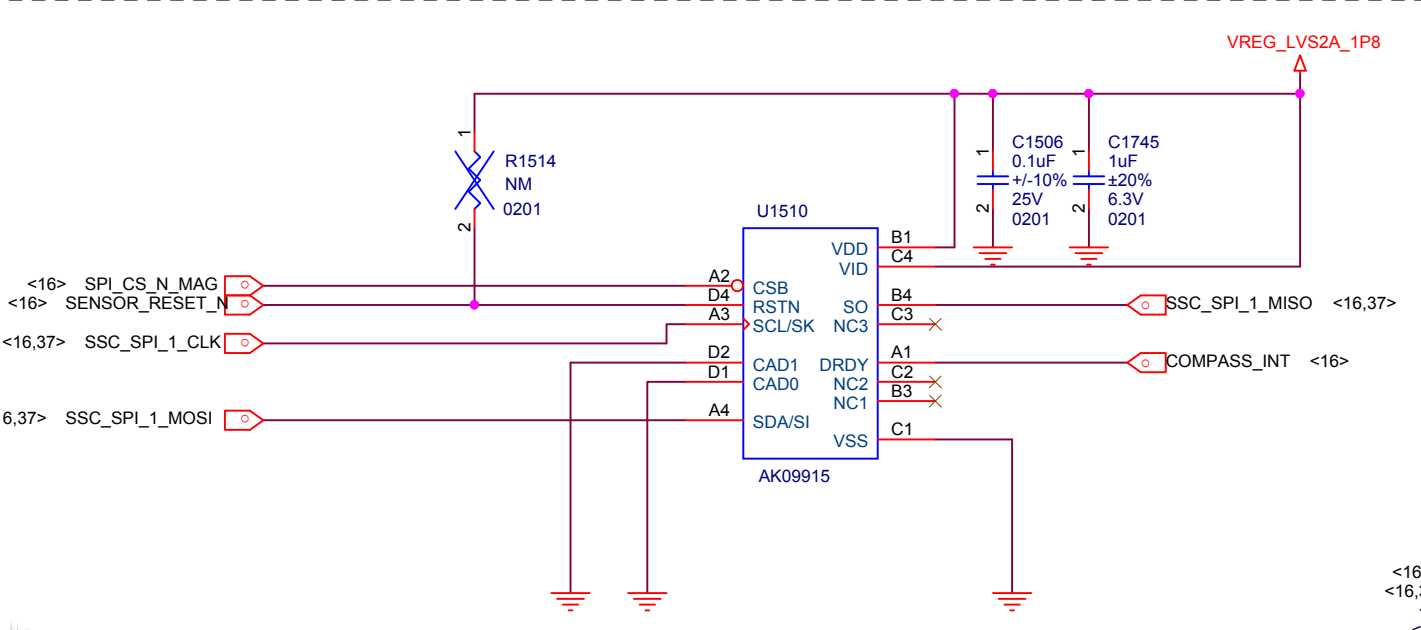 VREG_LVS2A_1P8
1
R1514
NM
0201
2
1
C1506
0.1uF
+/-10%
25V
0201
2
1
C1745
1uF
±20%
6.3V
0201
2
U1510
<16> SPI_CS_N_MAG
<16> SENSOR_RESET_N
<16,37> SSC_SPI_1_CLK
6,37> SSC_SPI_1_MOSI
A2 CSB
D4 RSTN
A3 SCL/SK
D2 CAD1
D1 CAD0
A4 SDA/SI
VDD B1
VID C4
SO B4
NC3 C3
DRDY A1
NC2 C2
NC1 B3
VSS C1
SSC_SPI_1_MISO <16,37>
COMPASS_INT <16>
AK09915
<16